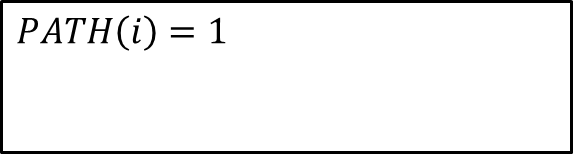 PATH(i) = 1